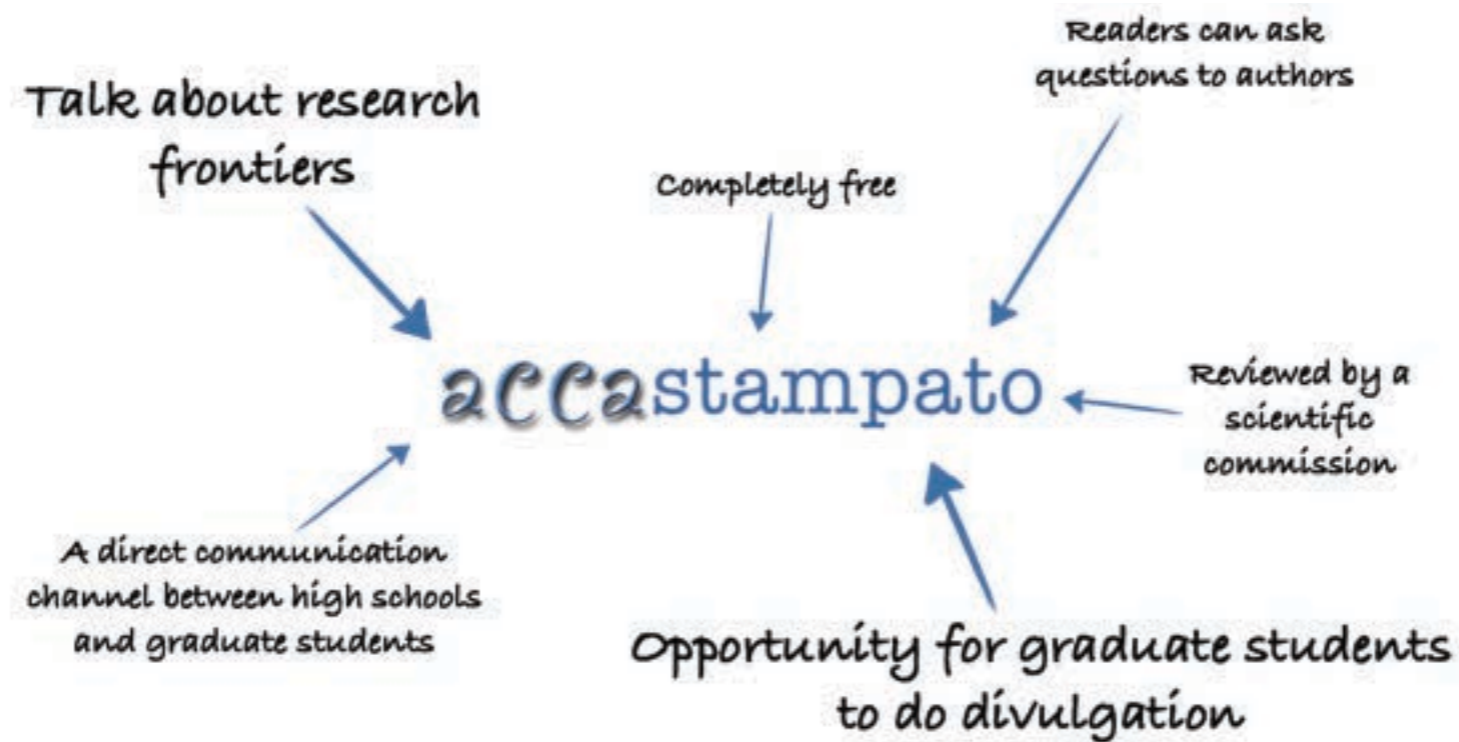 Readers can ask
questions to authors
Talk about research
frontiers
Completely free
accastampato
Reviewed by a
scientific
commission
A direct communication
channel between high schools
and graduate students
Opportunity for graduate students
to do divulgation